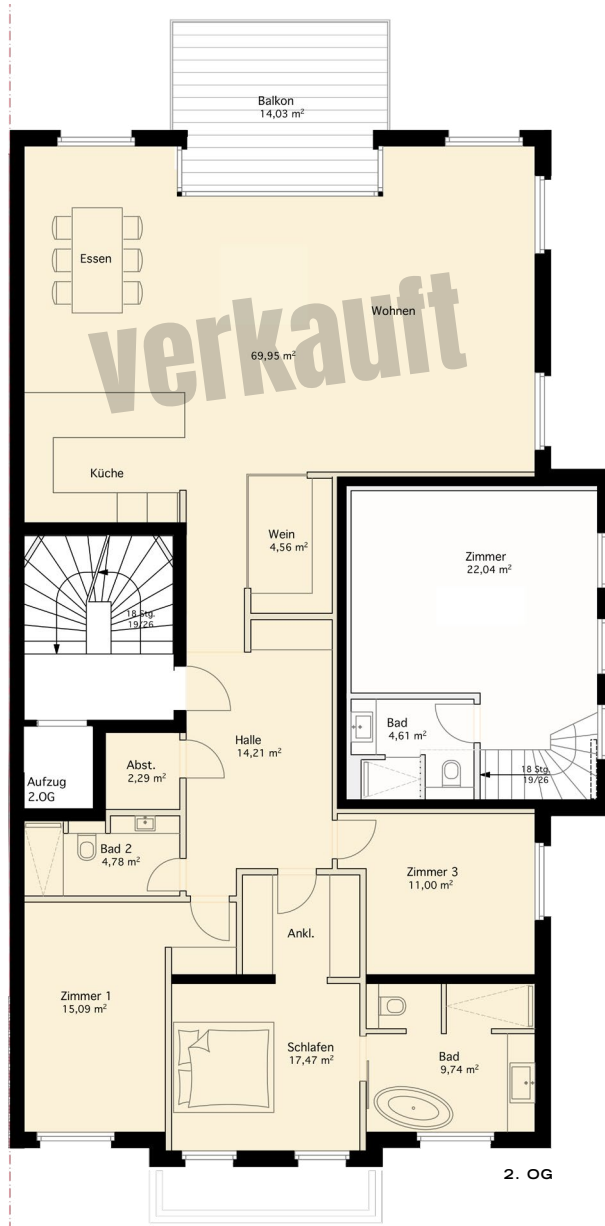 Balkon
14,03 m²
Essen
Wohnen
verkauft
69,95 m²
Küche
Wein
4,56 m²
Zimmer
22,04 m²
18 Stg.
19/26
Bad
4,61 m²
Halle
14,21 m²
Abst.
2,29 m²
18 Stg.
19/26
Aufzug
2.OG
Bad 2
4,78 m²
Zimmer 3
11,00 m²
Ankl.
Zimmer 1
15,09 m²
Schlafen
17,47 m²
Bad
9,74 m²
2. OG